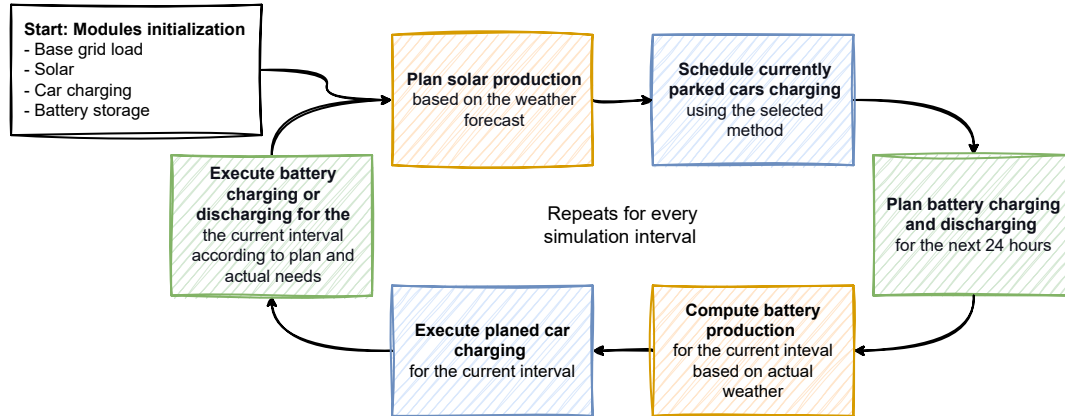 Start: Modules initialization
- Base grid load
- Solar
- Car charging
- Battery storage
Plan solar production
based on the weather
forecast
Schedule currently
parked cars charging
using the selected
method
Plan battery charging
and discharging
for the next 24 hours
Compute battery
production
for the current inteval
based on actual
weather
Execute planed car
charging
for the current interval
Execute battery
charging or
discharging for the
the current interval
according to plan and
actual needs
Repeats for every
simulation interval